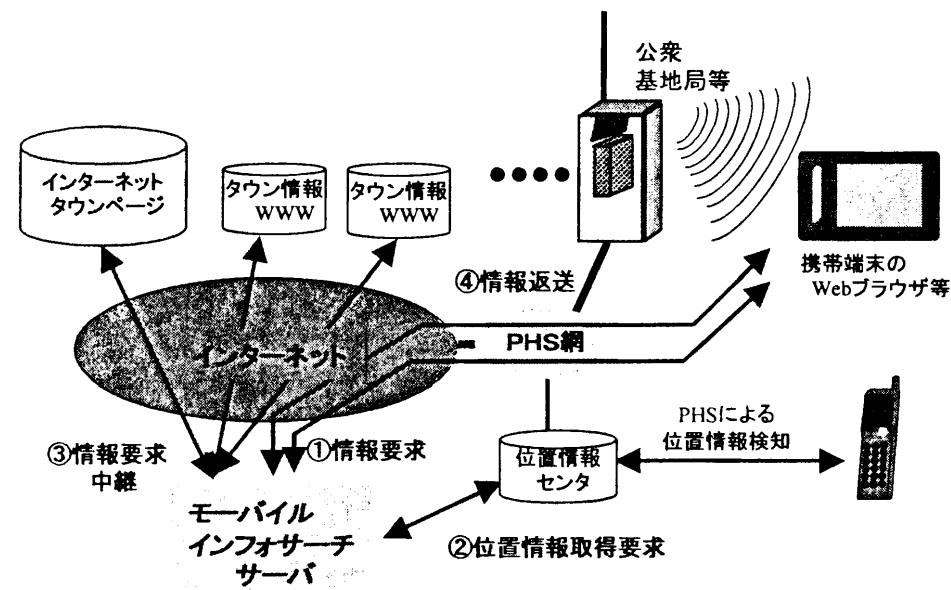 公衆
基地局等
インターネット
タウンページ
タウン情報
WWW
タウン情報
WWW
携帯端末の
Webブラウザ等
④情報返送
インターネット
PHS網
PHSによる
位置情報検知
③情報要求
中継
①情報要求
位置情報
センタ
モーバイル
インフォサーチ
サーバ
②位置情報取得要求